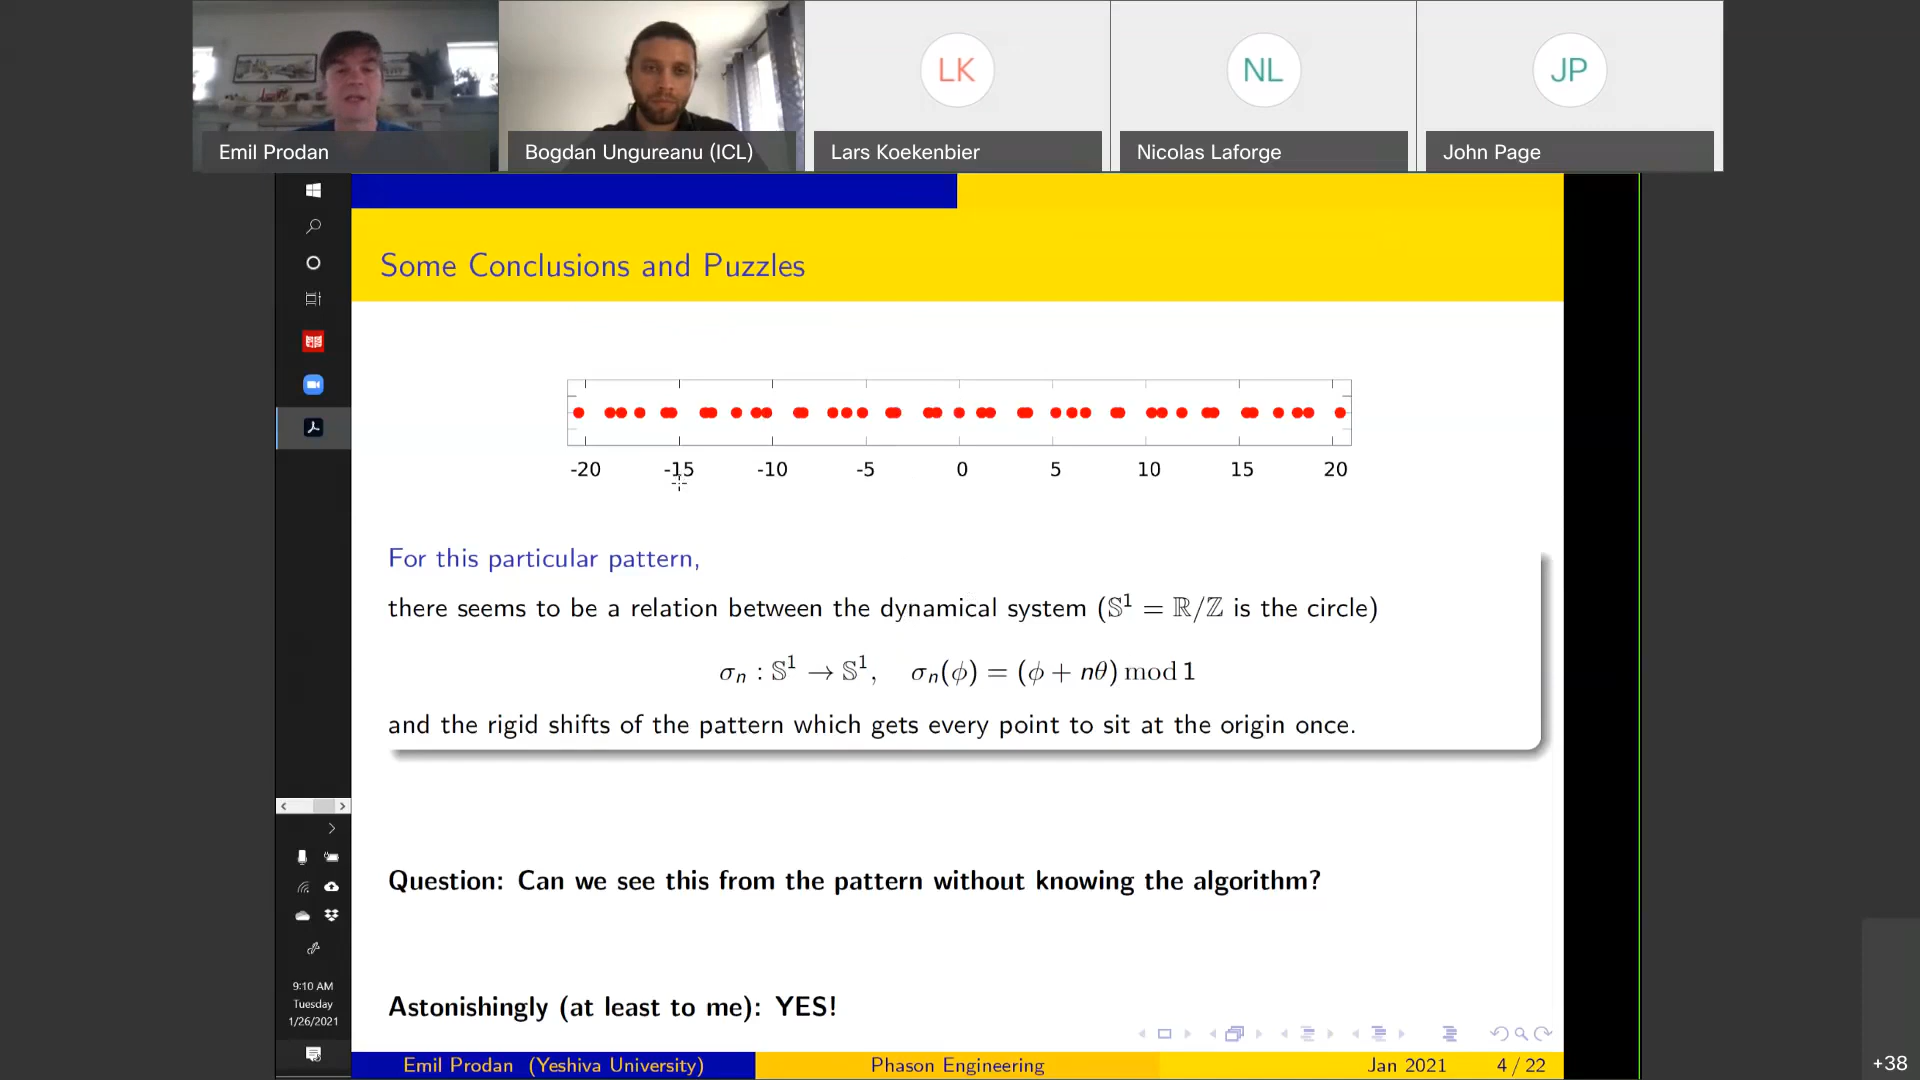 LK
NL
JP
Emil Prodan
Bogdan Ungureanu (ICL)
Lars Koekenbier
Nicolas Laforge
John Page
Some Conclusions and Puzzles
-20 -15 -10 -5 0 5 10 15 20
For this particular pattern,
there seems to be a relation between the dynamical system (𝕊¹ = ℝ/ℤ is the circle)
σₙ : 𝕊¹ → 𝕊¹, σₙ(ϕ) = (ϕ + nθ) mod 1
and the rigid shifts of the pattern which gets every point to sit at the origin once.
Question: Can we see this from the pattern without knowing the algorithm?
Astonishingly (at least to me): YES!
9:10 AM
Tuesday
1/26/2021
Emil Prodan (Yeshiva University) Phason Engineering Jan 2021 4 / 22
+38